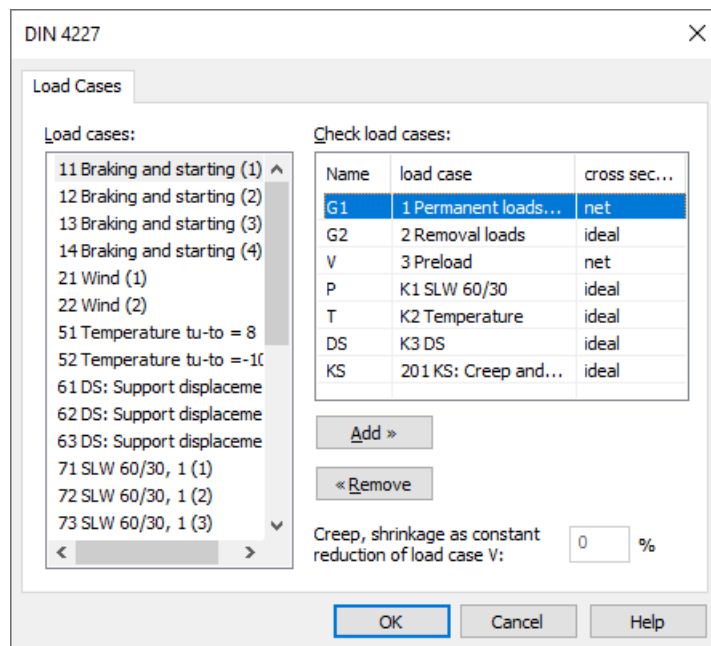 DIN 4227
Load Cases
Load cases:
11 Braking and starting (1)
12 Braking and starting (2)
13 Braking and starting (3)
14 Braking and starting (4)
21 Wind (1)
22 Wind (2)
51 Temperature tu-to = 8
52 Temperature tu-to =-10
61 DS: Support displaceme
62 DS: Support displaceme
63 DS: Support displaceme
71 SLW 60/30, 1 (1)
72 SLW 60/30, 1 (2)
73 SLW 60/30, 1 (3)
Check load cases:
Name load case cross sec...
G1 1 Permanent loads... net
G2 2 Removal loads ideal
V 3 Preload net
P K1 SLW 60/30 ideal
T K2 Temperature ideal
DS K3 DS ideal
KS 201 KS: Creep and... ideal
Add »
« Remove
Creep, shrinkage as constant
reduction of load case V:
0 %
OK Cancel Help